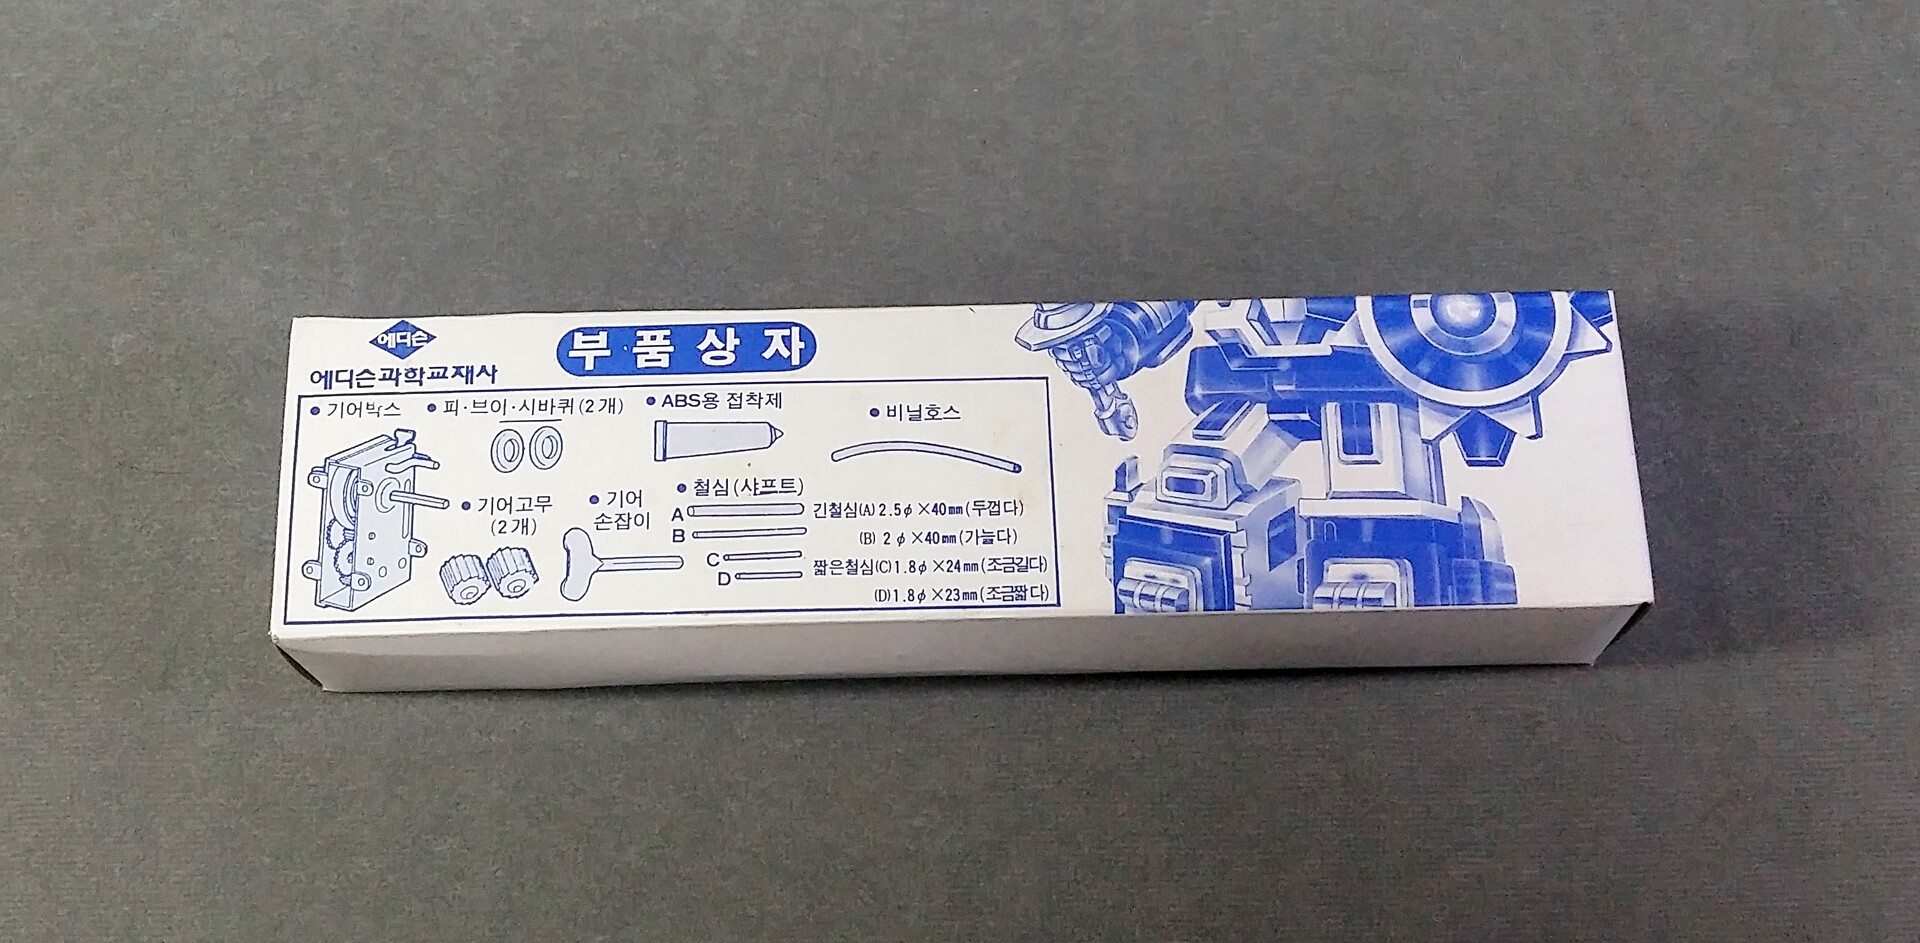 에디슨
에디슨과학교재사
부품상자
• 기어박스
• 피·브이·시바퀴(2개)
• ABS용 접착제
• 비닐호스
• 기어고무
(2개)
• 기어
손잡이
• 철심(샤프트)
A
B
C
D
긴철심(A) 2.5φ×40㎜(두껍다)
(B) 2φ×40㎜(가늘다)
짧은철심(C) 1.8φ×24㎜(조금길다)
(D) 1.8φ×23㎜(조금짧다)